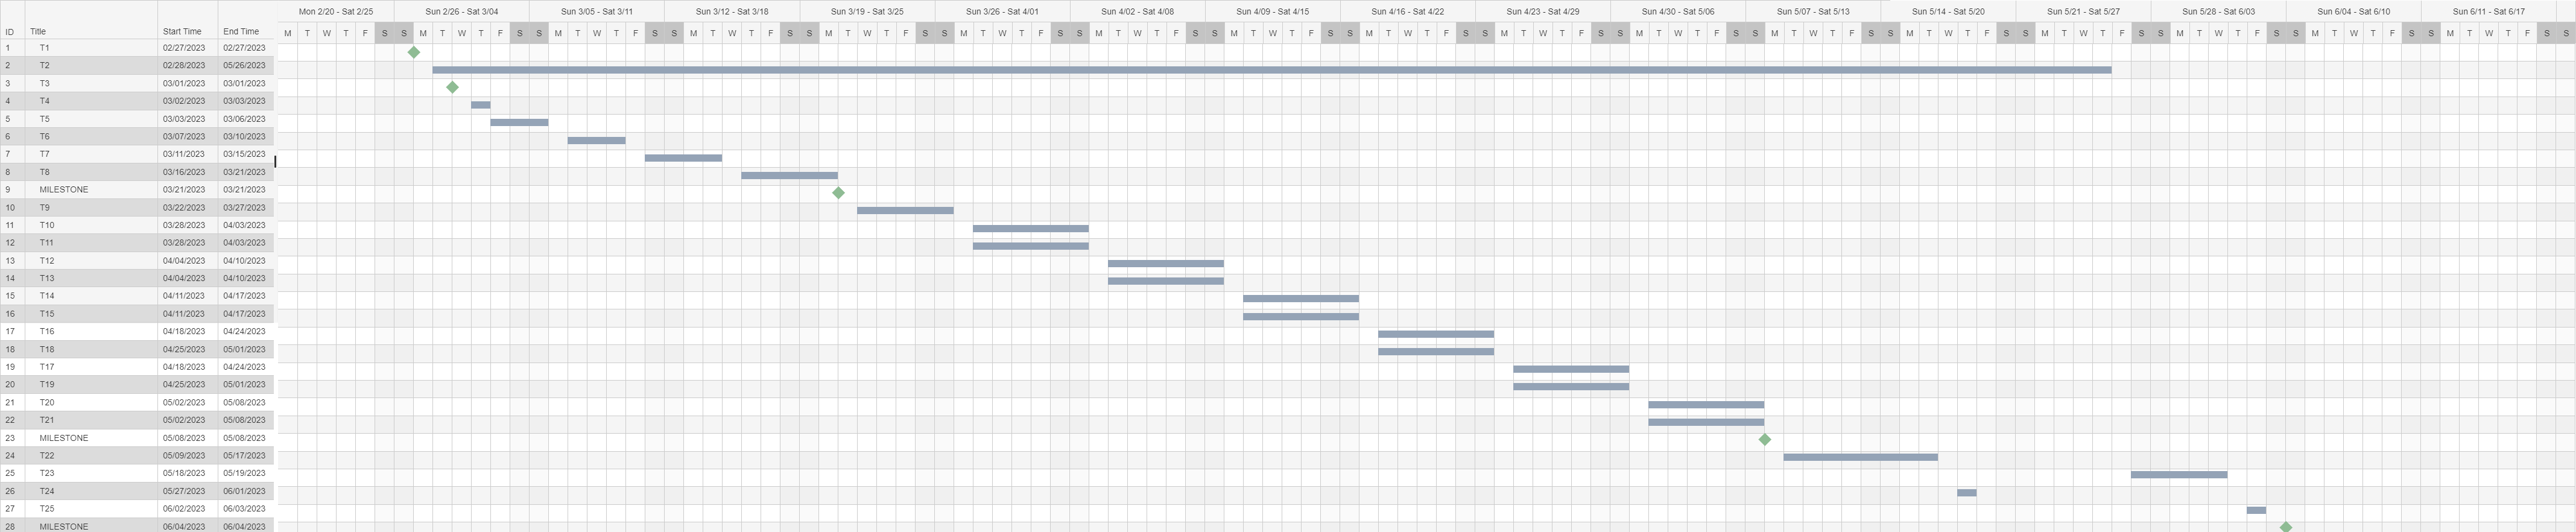 Mon 2/20 - Sat 2/25 Sun 2/26 - Sat 3/04 Sun 3/05 - Sat 3/11 Sun 3/12 - Sat 3/18 Sun 3/19 - Sat 3/25 Sun 3/26 - Sat 4/01 Sun 4/02 - Sat 4/08 Sun 4/09 - Sat 4/15 Sun 4/16 - Sat 4/22 Sun 4/23 - Sat 4/29 Sun 4/30 - Sat 5/06 Sun 5/07 - Sat 5/13 Sun 5/14 - Sat 5/20 Sun 5/21 - Sat 5/27 Sun 5/28 - Sat 6/03 Sun 6/04 - Sat 6/10 Sun 6/11 - Sat 6/17
ID Title Start Time End Time M T W T F S S M T W T F S S M T W T F S S M T W T F S S M T W T F S S M T W T F S S M T W T F S S M T W T F S S M T W T F S S M T W T F S S M T W T F S S M T W T F S S M T W T F S S M T W T F S S M T W T F S S M T W T F S S M T W T F S S
1 T1 02/27/2023 02/27/2023
2 T2 02/28/2023 05/26/2023
3 T3 03/01/2023 03/01/2023
4 T4 03/02/2023 03/03/2023
5 T5 03/03/2023 03/06/2023
6 T6 03/07/2023 03/10/2023
7 T7 03/11/2023 03/15/2023
8 T8 03/16/2023 03/21/2023
9 MILESTONE 03/21/2023 03/21/2023
10 T9 03/22/2023 03/27/2023
11 T10 03/28/2023 04/03/2023
12 T11 03/28/2023 04/03/2023
13 T12 04/04/2023 04/10/2023
14 T13 04/04/2023 04/10/2023
15 T14 04/11/2023 04/17/2023
16 T15 04/11/2023 04/17/2023
17 T16 04/18/2023 04/24/2023
18 T18 04/25/2023 05/01/2023
19 T17 04/18/2023 04/24/2023
20 T19 04/25/2023 05/01/2023
21 T20 05/02/2023 05/08/2023
22 T21 05/02/2023 05/08/2023
23 MILESTONE 05/08/2023 05/08/2023
24 T22 05/09/2023 05/17/2023
25 T23 05/18/2023 05/19/2023
26 T24 05/27/2023 06/01/2023
27 T25 06/02/2023 06/03/2023
28 MILESTONE 06/04/2023 06/04/2023